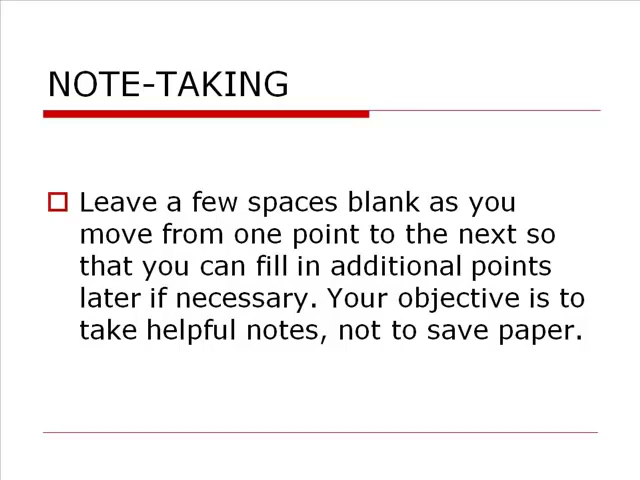 NOTE-TAKING
Leave a few spaces blank as you
move from one point to the next so
that you can fill in additional points
later if necessary. Your objective is to
take helpful notes, not to save paper.